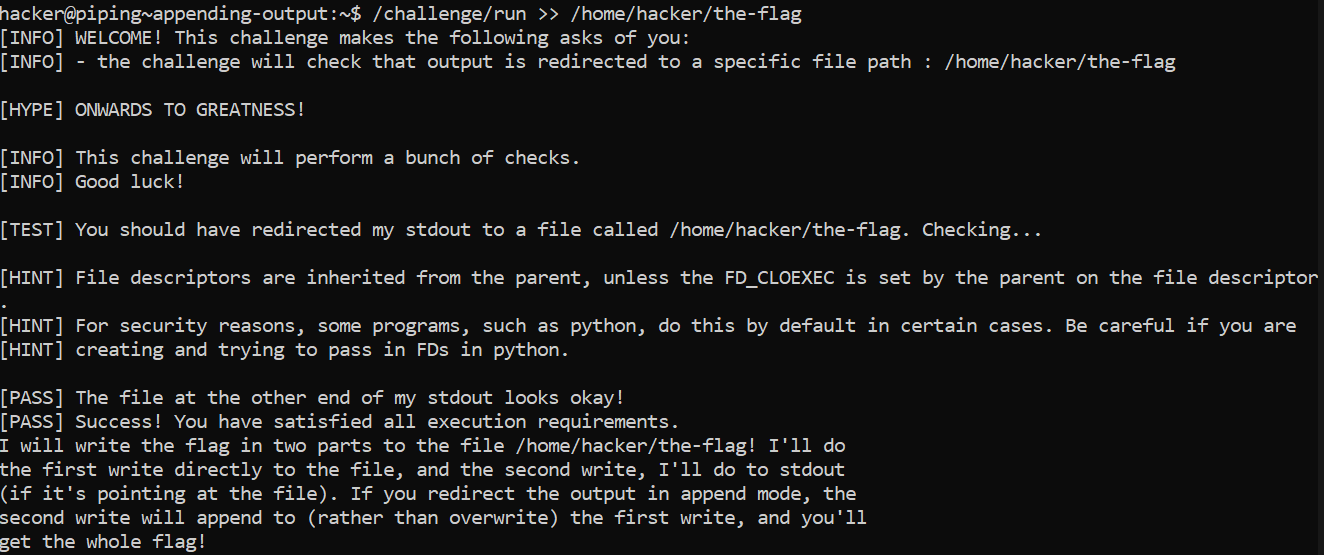 hacker@piping~appending-output:~$ /challenge/run >> /home/hacker/the-flag
[INFO] WELCOME! This challenge makes the following asks of you:
[INFO] - the challenge will check that output is redirected to a specific file path : /home/hacker/the-flag
[HYPE] ONWARDS TO GREATNESS!
[INFO] This challenge will perform a bunch of checks.
[INFO] Good luck!
[TEST] You should have redirected my stdout to a file called /home/hacker/the-flag. Checking...
[HINT] File descriptors are inherited from the parent, unless the FD_CLOEXEC is set by the parent on the file descriptor
.
[HINT] For security reasons, some programs, such as python, do this by default in certain cases. Be careful if you are
[HINT] creating and trying to pass in FDs in python.
[PASS] The file at the other end of my stdout looks okay!
[PASS] Success! You have satisfied all execution requirements.
I will write the flag in two parts to the file /home/hacker/the-flag! I'll do
the first write directly to the file, and the second write, I'll do to stdout
(if it's pointing at the file). If you redirect the output in append mode, the
second write will append to (rather than overwrite) the first write, and you'll
get the whole flag!